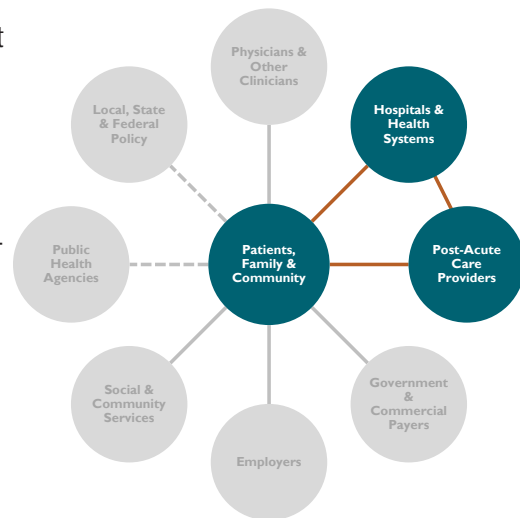 t
Physicians &
Other
Clinicians
Local, State
& Federal
Policy
Hospitals &
Health
Systems
Public
Health
Agencies
Patients,
Family &
Community
Post-Acute
Care
Providers
Social &
Community
Services
Government
&
Commercial
Payers
Employers